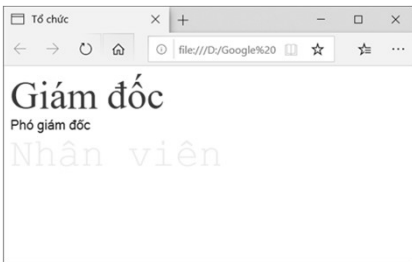 Tổ chức
file:///D:/Google%20
Giám đốc
Phó giám đốc
Nhân viên